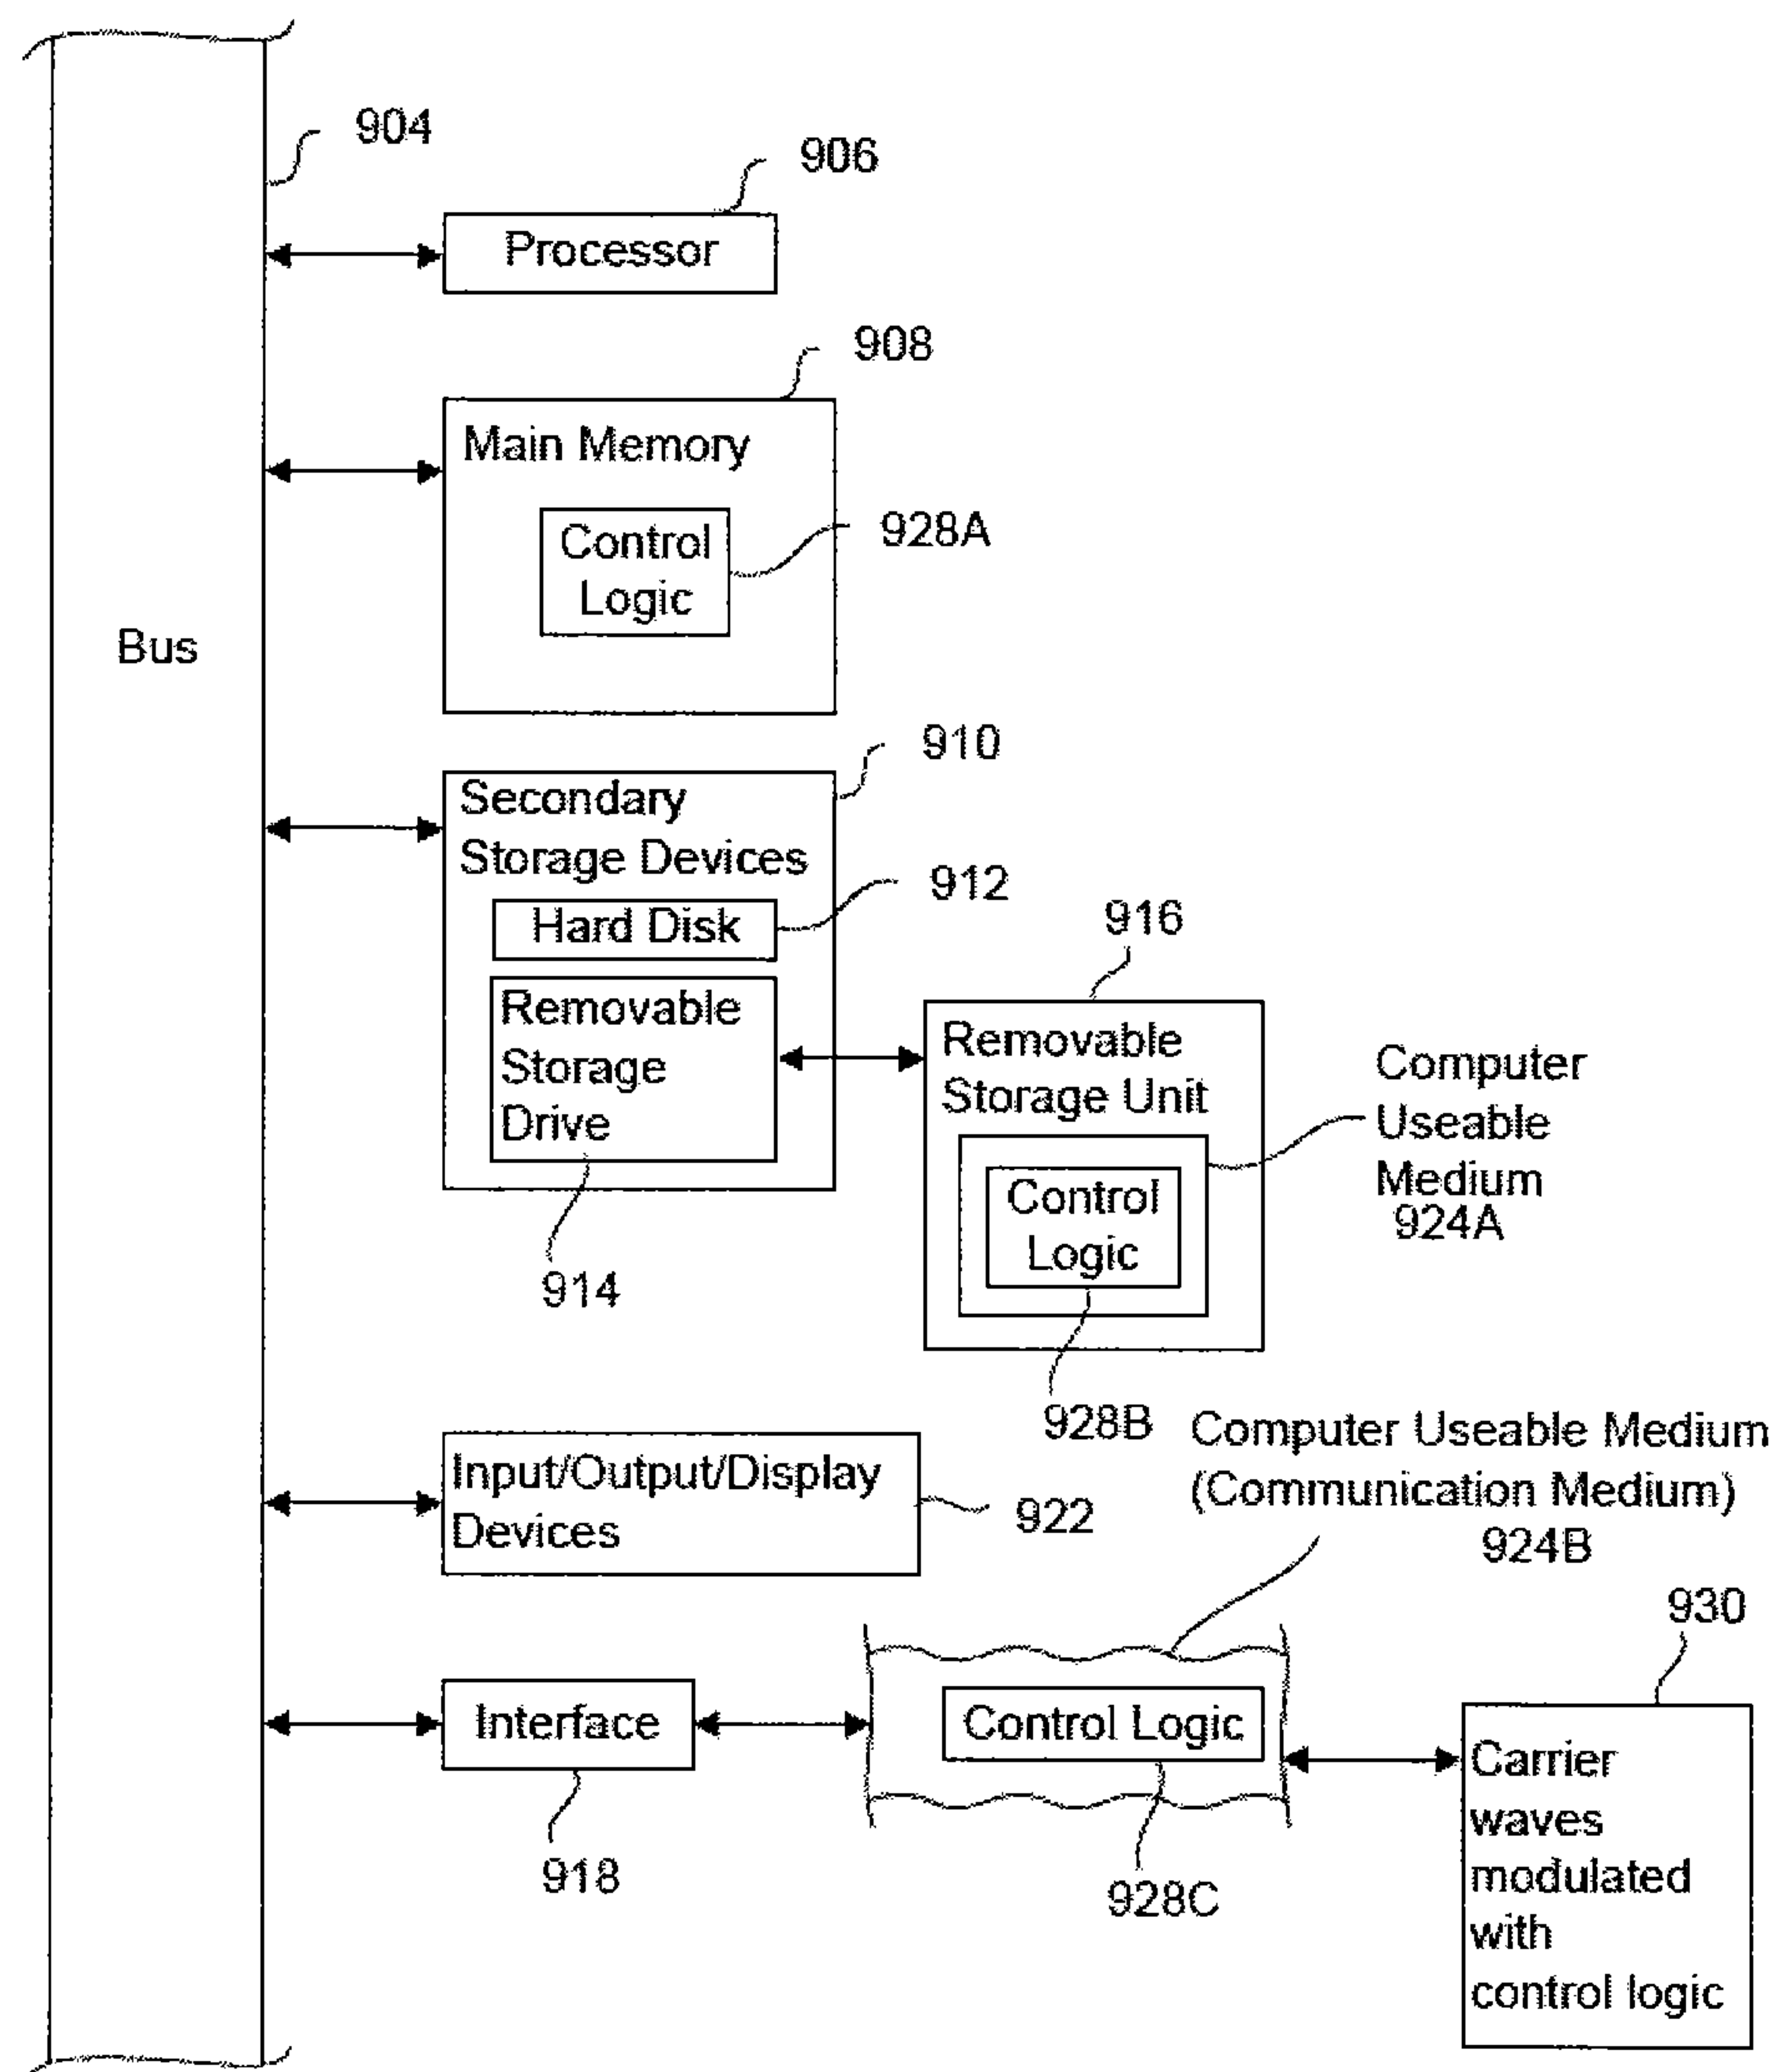 904
906
Processor
908
Main Memory
928A
Control
Logic
Bus
910
Secondary
Storage Devices
912
Hard Disk
916
Removable
Storage
Drive
Removable
Storage Unit
Computer
Useable
Medium
924A
Control
Logic
914
928B
Computer Useable Medium
(Communication Medium)
924B
Input/Output/Display
Devices
922
930
Interface
Control Logic
918
928C
Carrier
waves
modulated
with
control logic